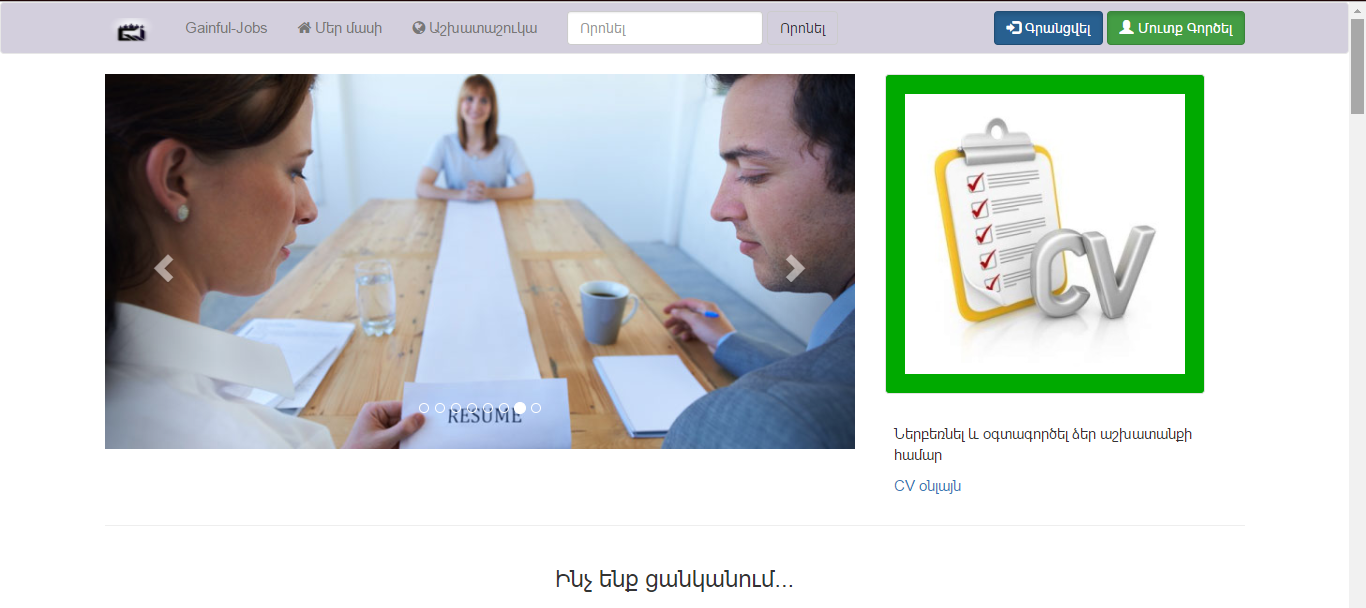 Gainful-Jobs
Մեր մասի
Աշխատաշուկա
Որոնել
Որոնել
Գրանցվել
Մուտք Գործել
RESUME
CV
Ներբեռնել և օգտագործել ձեր աշխատանքի
համար
CV օնլայն
Ինչ ենք ցանկանում...